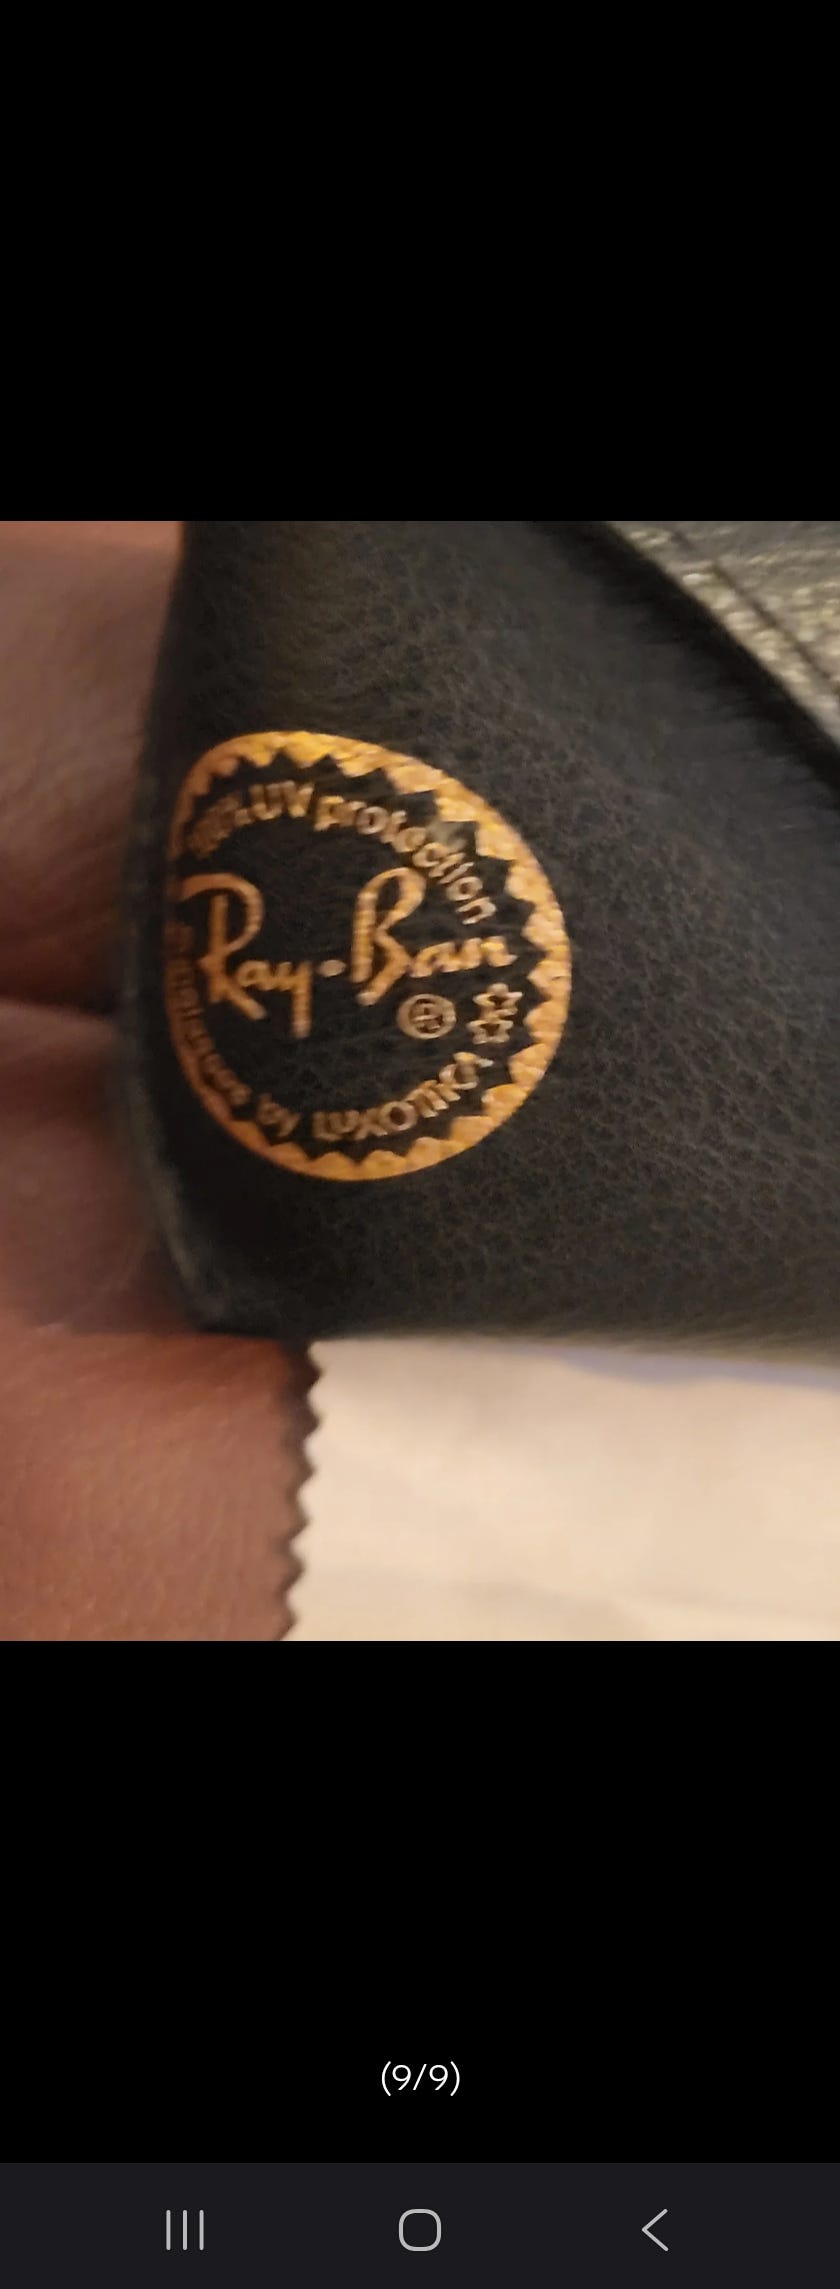 100% UV protection
Ray-Ban
®
by LUXOTTICA
(9/9)